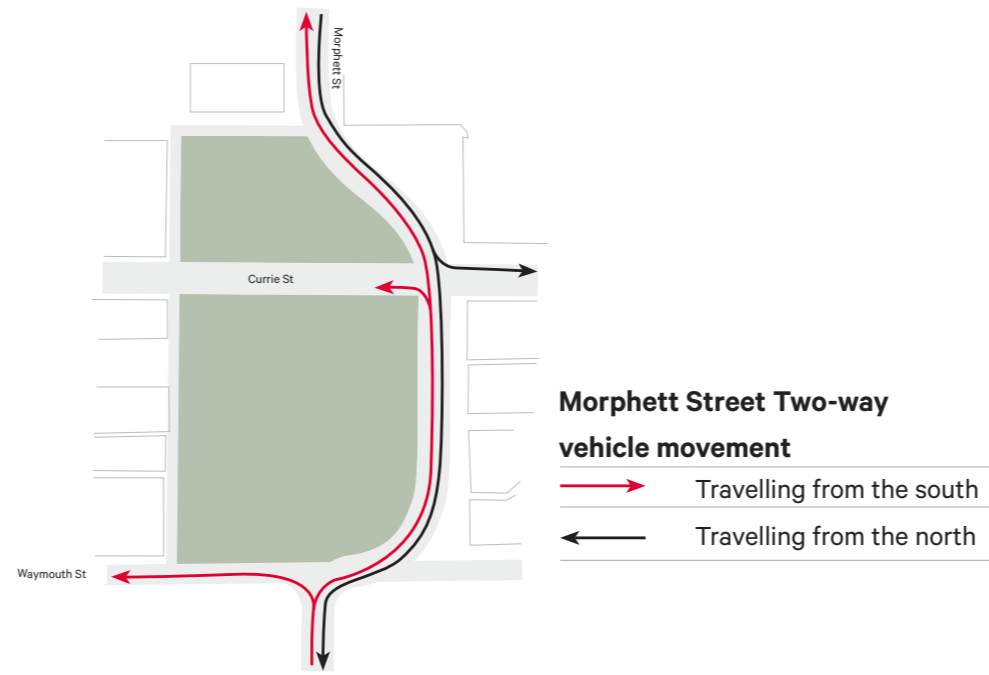 Morphett St
Currie St
Waymouth St
Morphett Street Two-way
vehicle movement
Travelling from the south
Travelling from the north